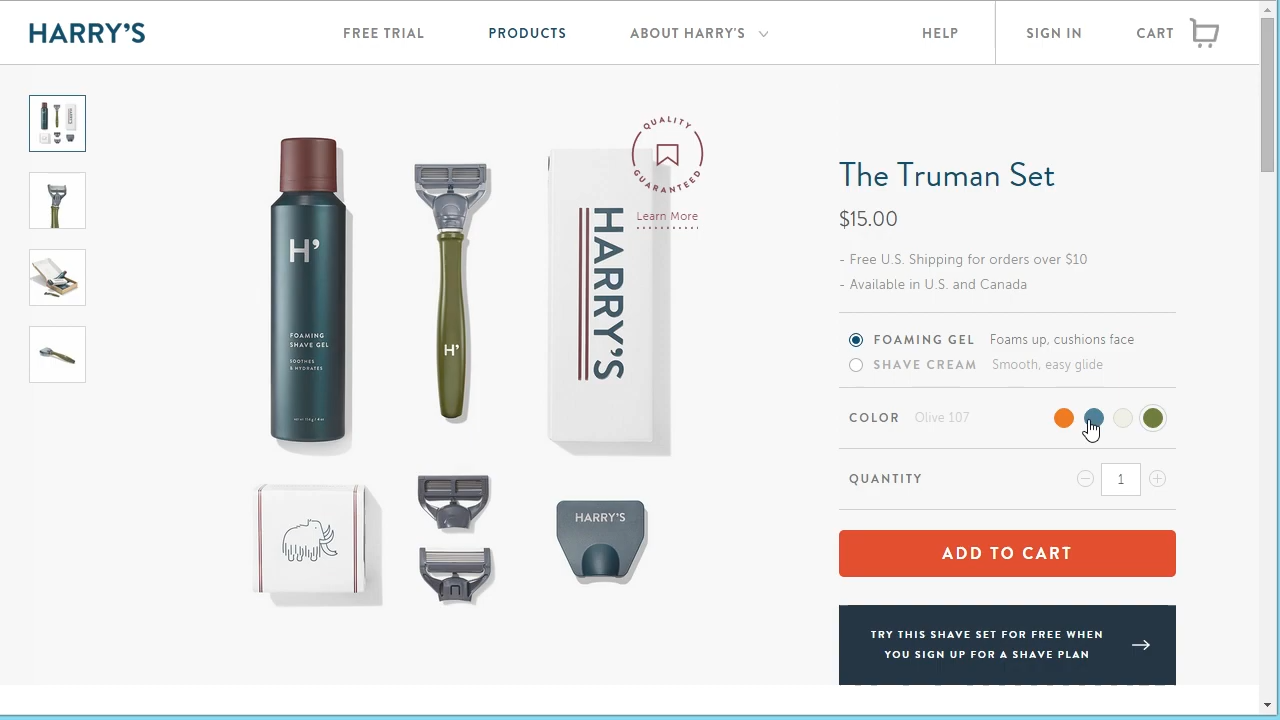 HARRY'S
FREE TRIAL
PRODUCTS
ABOUT HARRY'S
HELP
SIGN IN
CART
QUALITY
GUARANTEED
Learn More
H'
FOAMING
SHAVE GEL
SOOTHES
& HYDRATES
H'
HARRY'S
HARRY'S
The Truman Set
$15.00
- Free U.S. Shipping for orders over $10
- Available in U.S. and Canada
FOAMING GEL Foams up, cushions face
SHAVE CREAM Smooth, easy glide
COLOR Olive 107
QUANTITY 1
ADD TO CART
TRY THIS SHAVE SET FOR FREE WHEN
YOU SIGN UP FOR A SHAVE PLAN